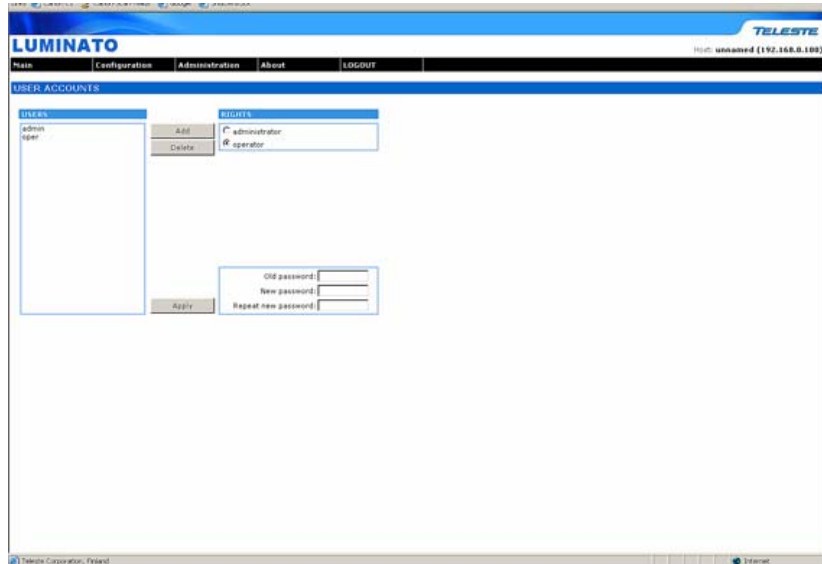 TELESTE
LUMINATO
Host: unnamed (192.168.0.100)
Main Configuration Administration About LOGOUT
USER ACCOUNTS
USERS RIGHTS
admin
oper
Add
Delete
administrator
operator
Old password:
New password:
Repeat new password:
Apply
Teleste Corporation, Finland
Internet